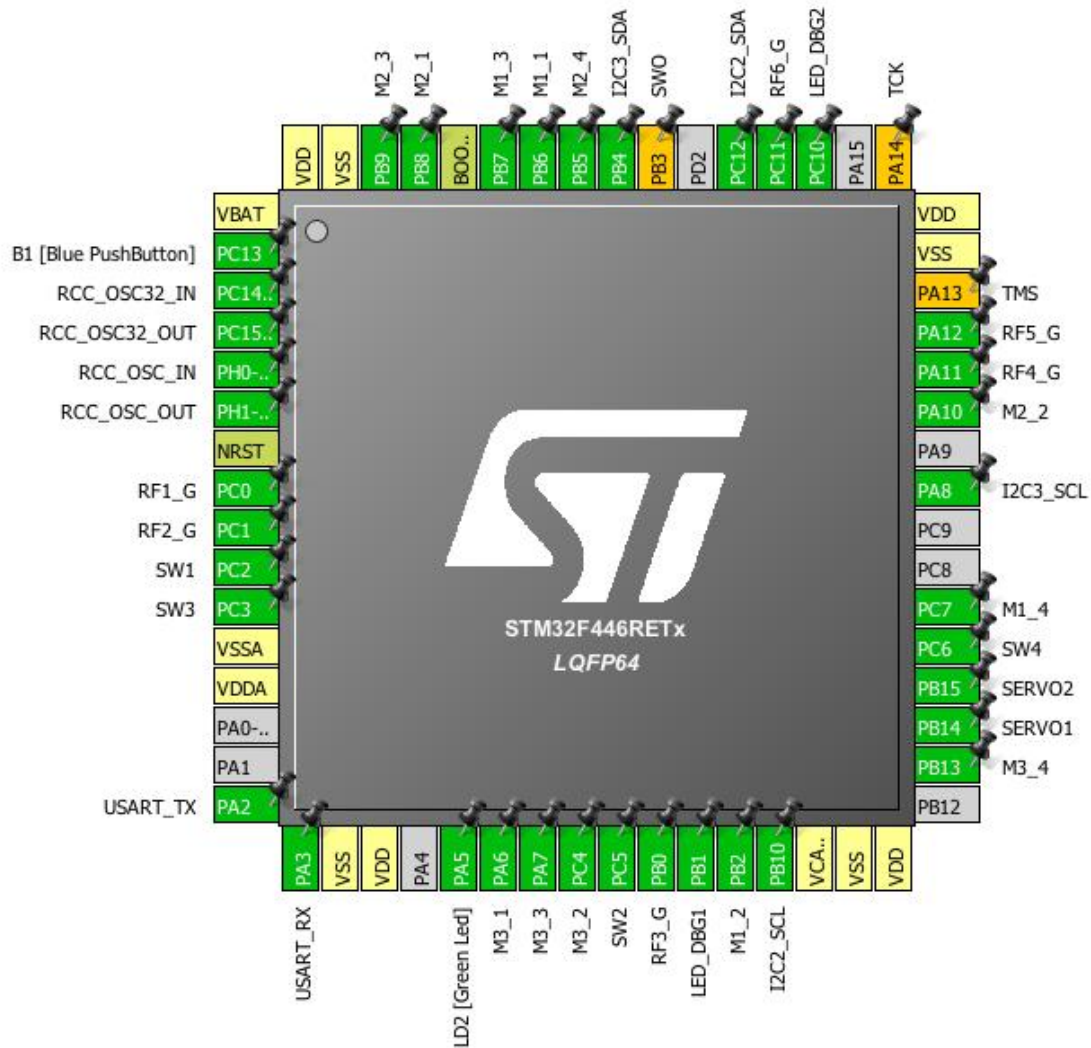 M2_3
M2_1
M1_3
M1_1
M2_4
I2C3_SDA
SWO
I2C2_SDA
RF6_G
LED_DBG2
TCK
VDD
VSS
PB9
PB8
BOO..
PB7
PB6
PB5
PB4
PB3
PD2
PC12
PC11
PC10
PA15
PA14
VBAT
B1 [Blue PushButton] PC13
RCC_OSC32_IN PC14..
RCC_OSC32_OUT PC15..
RCC_OSC_IN PH0-..
RCC_OSC_OUT PH1-..
NRST
RF1_G PC0
RF2_G PC1
SW1 PC2
SW3 PC3
VSSA
VDDA
PA0-..
PA1
USART_TX PA2
ST
STM32F446RETx
LQFP64
VDD
VSS
PA13 TMS
PA12 RF5_G
PA11 RF4_G
PA10 M2_2
PA9
PA8 I2C3_SCL
PC9
PC8
PC7 M1_4
PC6 SW4
PB15 SERVO2
PB14 SERVO1
PB13 M3_4
PB12
PA3
VSS
VDD
PA4
PA5
PA6
PA7
PC4
PC5
PB0
PB1
PB2
PB10
VCA..
VSS
VDD
USART_RX
LD2 [Green Led]
M3_1
M3_3
M3_2
SW2
RF3_G
LED_DBG1
M1_2
I2C2_SCL